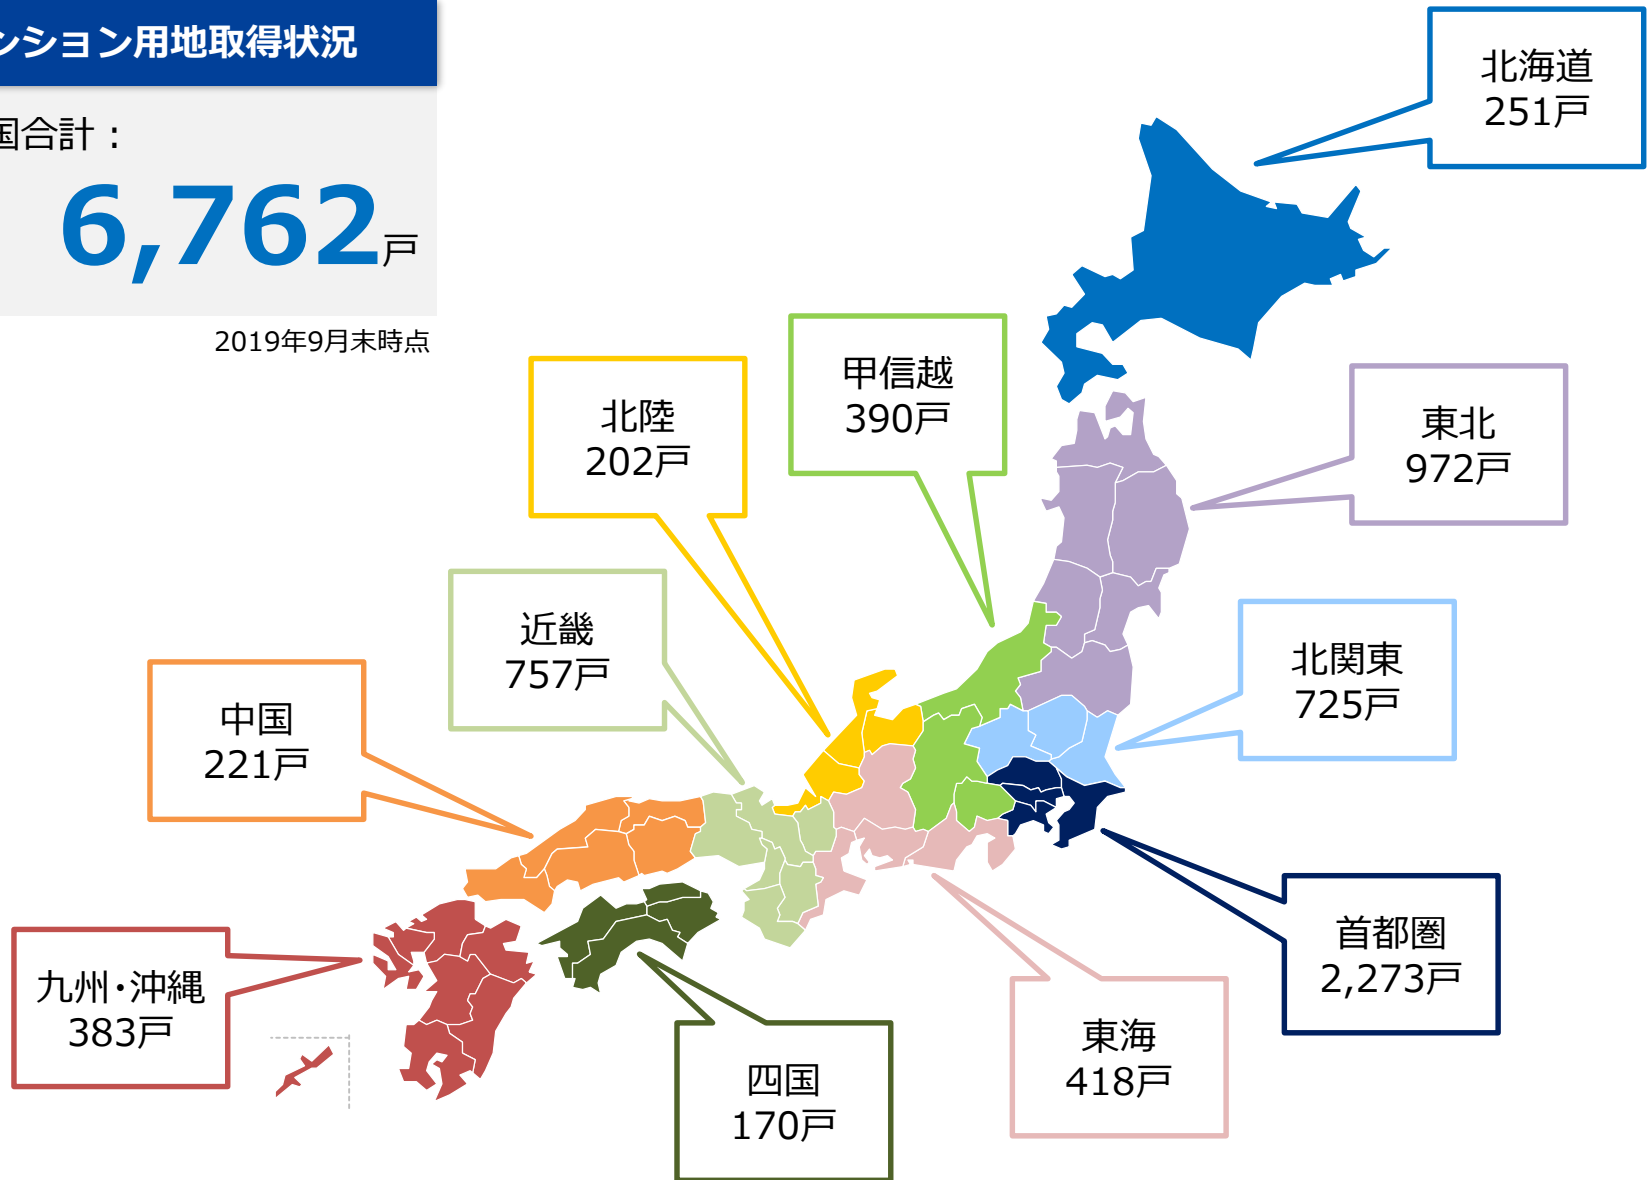 ンション用地取得状況
国合計：
6,762戸
2019年9月末時点
北海道
251戸
甲信越
390戸
北陸
202戸
東北
972戸
近畿
757戸
北関東
725戸
中国
221戸
首都圏
2,273戸
九州・沖縄
383戸
東海
418戸
四国
170戸